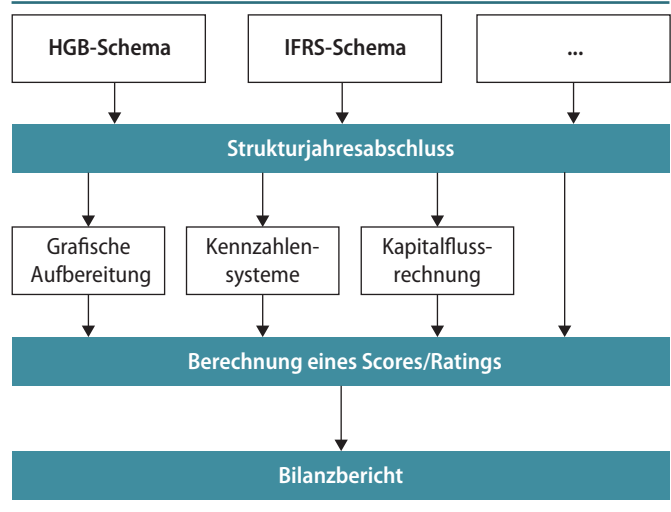 HGB-Schema
IFRS-Schema
...
Strukturjahresabschluss
Grafische
Aufbereitung
Kennzahlen-
systeme
Kapitalfluss-
rechnung
Berechnung eines Scores/Ratings
Bilanzbericht